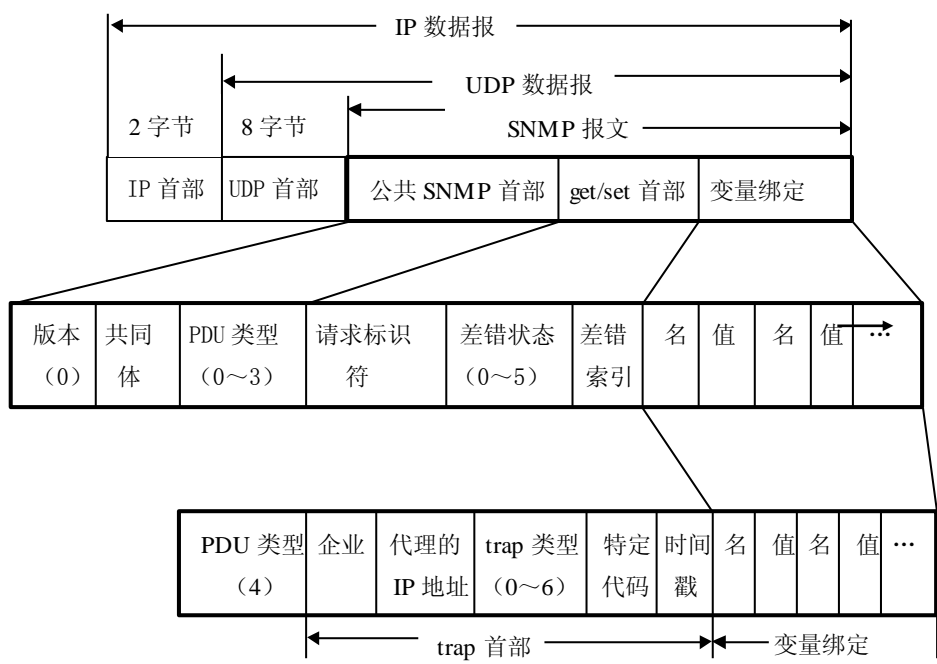 IP 数据报
UDP 数据报
2 字节 8 字节 SNMP 报文
IP 首部 UDP 首部 公共 SNMP 首部 get/set 首部 变量绑定
版本 共同 PDU 类型 请求标识 差错状态 差错 名 值 名 值 …
（0） 体 （0～3） 符 （0～5） 索引
PDU 类型 企业 代理的 trap 类型 特定 时间 名 值 名 值 …
（4） IP 地址 （0～6） 代码 戳
trap 首部 变量绑定